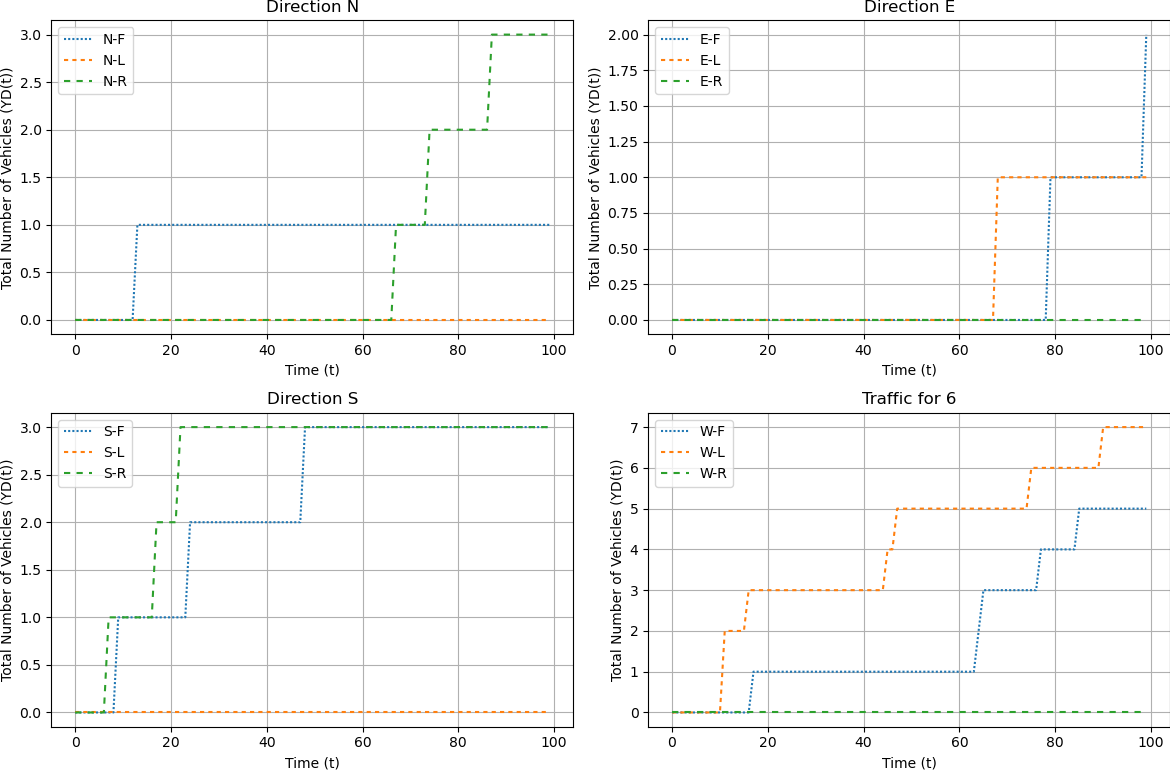 Direction N
Total Number of Vehicles (YD(t))
3.0
2.5
2.0
1.5
1.0
0.5
0.0
N-F
N-L
N-R
0 20 40 60 80 100
Time (t)
Direction E
Total Number of Vehicles (YD(t))
2.00
1.75
1.50
1.25
1.00
0.75
0.50
0.25
0.00
E-F
E-L
E-R
0 20 40 60 80 100
Time (t)
Direction S
Total Number of Vehicles (YD(t))
3.0
2.5
2.0
1.5
1.0
0.5
0.0
S-F
S-L
S-R
0 20 40 60 80 100
Time (t)
Traffic for 6
Total Number of Vehicles (YD(t))
7
6
5
4
3
2
1
0
W-F
W-L
W-R
0 20 40 60 80 100
Time (t)